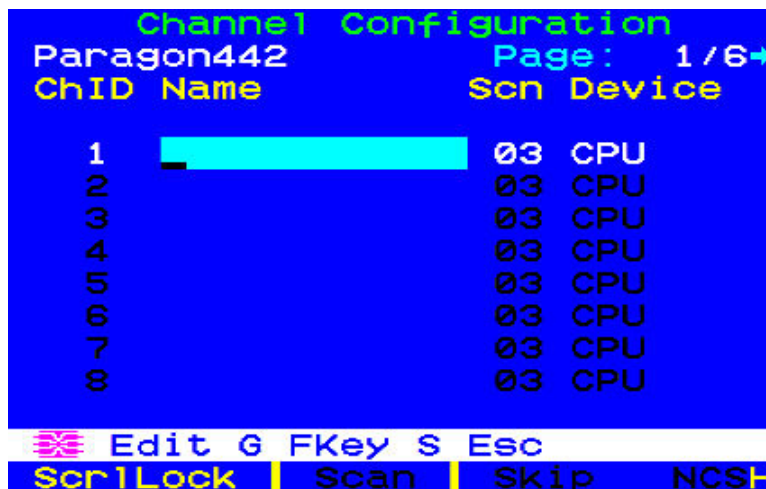 Channel Configuration
Paragon442 Page: 1/6→
ChID Name Scn Device
1 03 CPU
2 03 CPU
3 03 CPU
4 03 CPU
5 03 CPU
6 03 CPU
7 03 CPU
8 03 CPU
Edit G FKey S Esc
ScrlLock Scan Skip NCSH